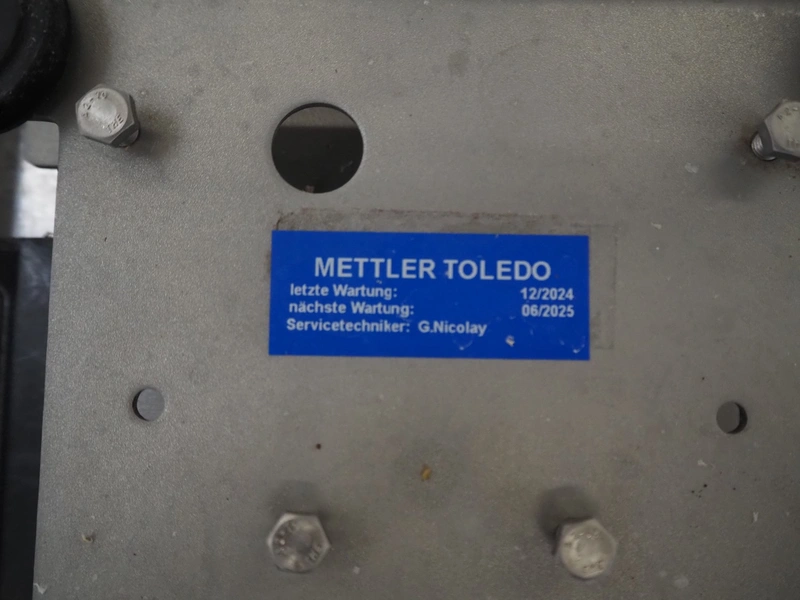 METTLER TOLEDO
letzte Wartung: 12/2024
nächste Wartung: 06/2025
Servicetechniker: G.Nicolay